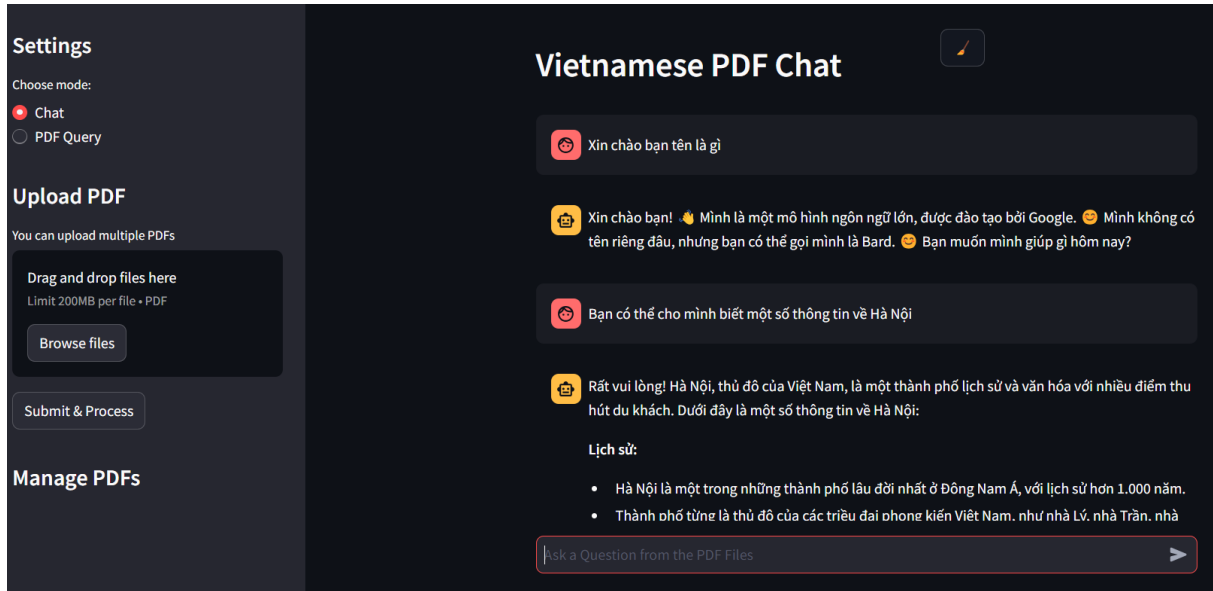 Settings
Choose mode:
Chat
PDF Query
Upload PDF
You can upload multiple PDFs
Drag and drop files here
Limit 200MB per file • PDF
Browse files
Submit & Process
Manage PDFs
Vietnamese PDF Chat
Xin chào bạn tên là gì
Xin chào bạn! 👋 Mình là một mô hình ngôn ngữ lớn, được đào tạo bởi Google. 😊 Mình không có
tên riêng đâu, nhưng bạn có thể gọi mình là Bard. 😊 Bạn muốn mình giúp gì hôm nay?
Bạn có thể cho mình biết một số thông tin về Hà Nội
Rất vui lòng! Hà Nội, thủ đô của Việt Nam, là một thành phố lịch sử và văn hóa với nhiều điểm thu
hút du khách. Dưới đây là một số thông tin về Hà Nội:
Lịch sử:
• Hà Nội là một trong những thành phố lâu đời nhất ở Đông Nam Á, với lịch sử hơn 1.000 năm.
• Thành phố từng là thủ đô của các triều đại phong kiến Việt Nam, như nhà Lý, nhà Trần, nhà
Ask a Question from the PDF Files